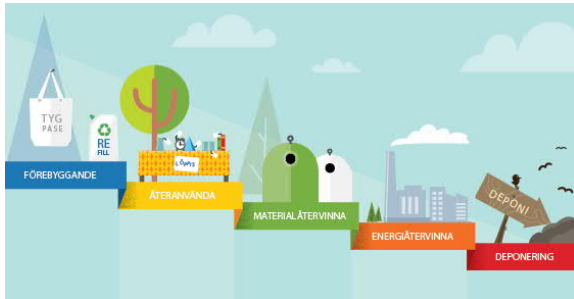 TYG
PÅSE
RE
FILL
FÖREBYGGANDE
ÅTERANVÄNDA
MATERIALÅTERVINNA
ENERGIÅTERVINNA
DEPONI
DEPONERING